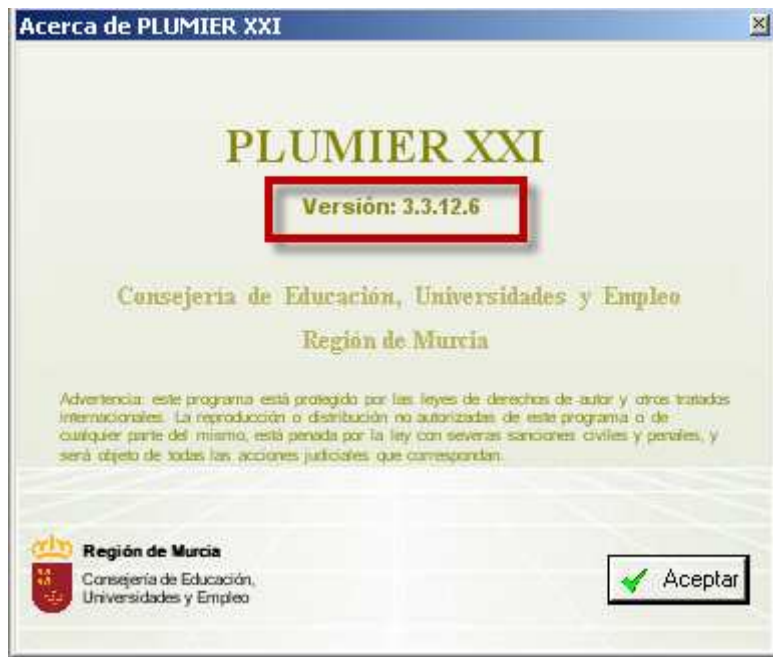 Acerca de PLUMIER XXI
PLUMIER XXI
Versión: 3.3.12.6
Consejería de Educación, Universidades y Empleo
Región de Murcia
Advertencia: este programa está protegido por las leyes de derechos de autor y otros tratados
internacionales. La reproducción o distribución no autorizadas de este programa o de
cualquier parte del mismo, está penada por la ley con severas sanciones civiles y penales, y
será objeto de todas las acciones judiciales que correspondan.
Región de Murcia
Consejería de Educación,
Universidades y Empleo
Aceptar